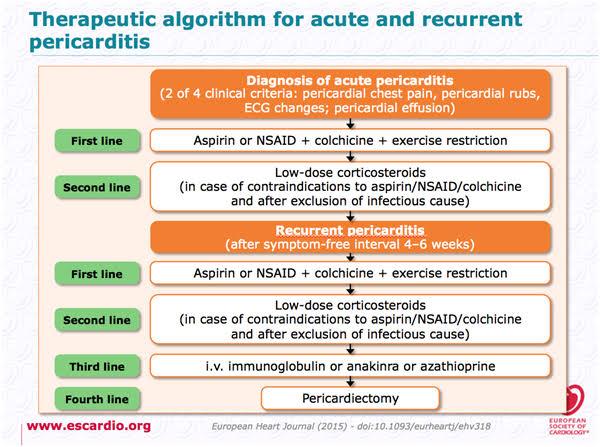 Therapeutic algorithm for acute and recurrent
pericarditis
Diagnosis of acute pericarditis
(2 of 4 clinical criteria: pericardial chest pain, pericardial rubs,
ECG changes; pericardial effusion)
First line
Aspirin or NSAID + colchicine + exercise restriction
Second line
Low-dose corticosteroids
(in case of contraindications to aspirin/NSAID/colchicine
and after exclusion of infectious cause)
Recurrent pericarditis
(after symptom-free interval 4–6 weeks)
First line
Aspirin or NSAID + colchicine + exercise restriction
Second line
Low-dose corticosteroids
(in case of contraindications to aspirin/NSAID/colchicine
and after exclusion of infectious cause)
Third line
i.v. immunoglobulin or anakinra or azathioprine
Fourth line
Pericardiectomy
www.escardio.org
European Heart Journal (2015) - doi:10.1093/eurheartj/ehv318
EUROPEAN
SOCIETY OF
CARDIOLOGY®